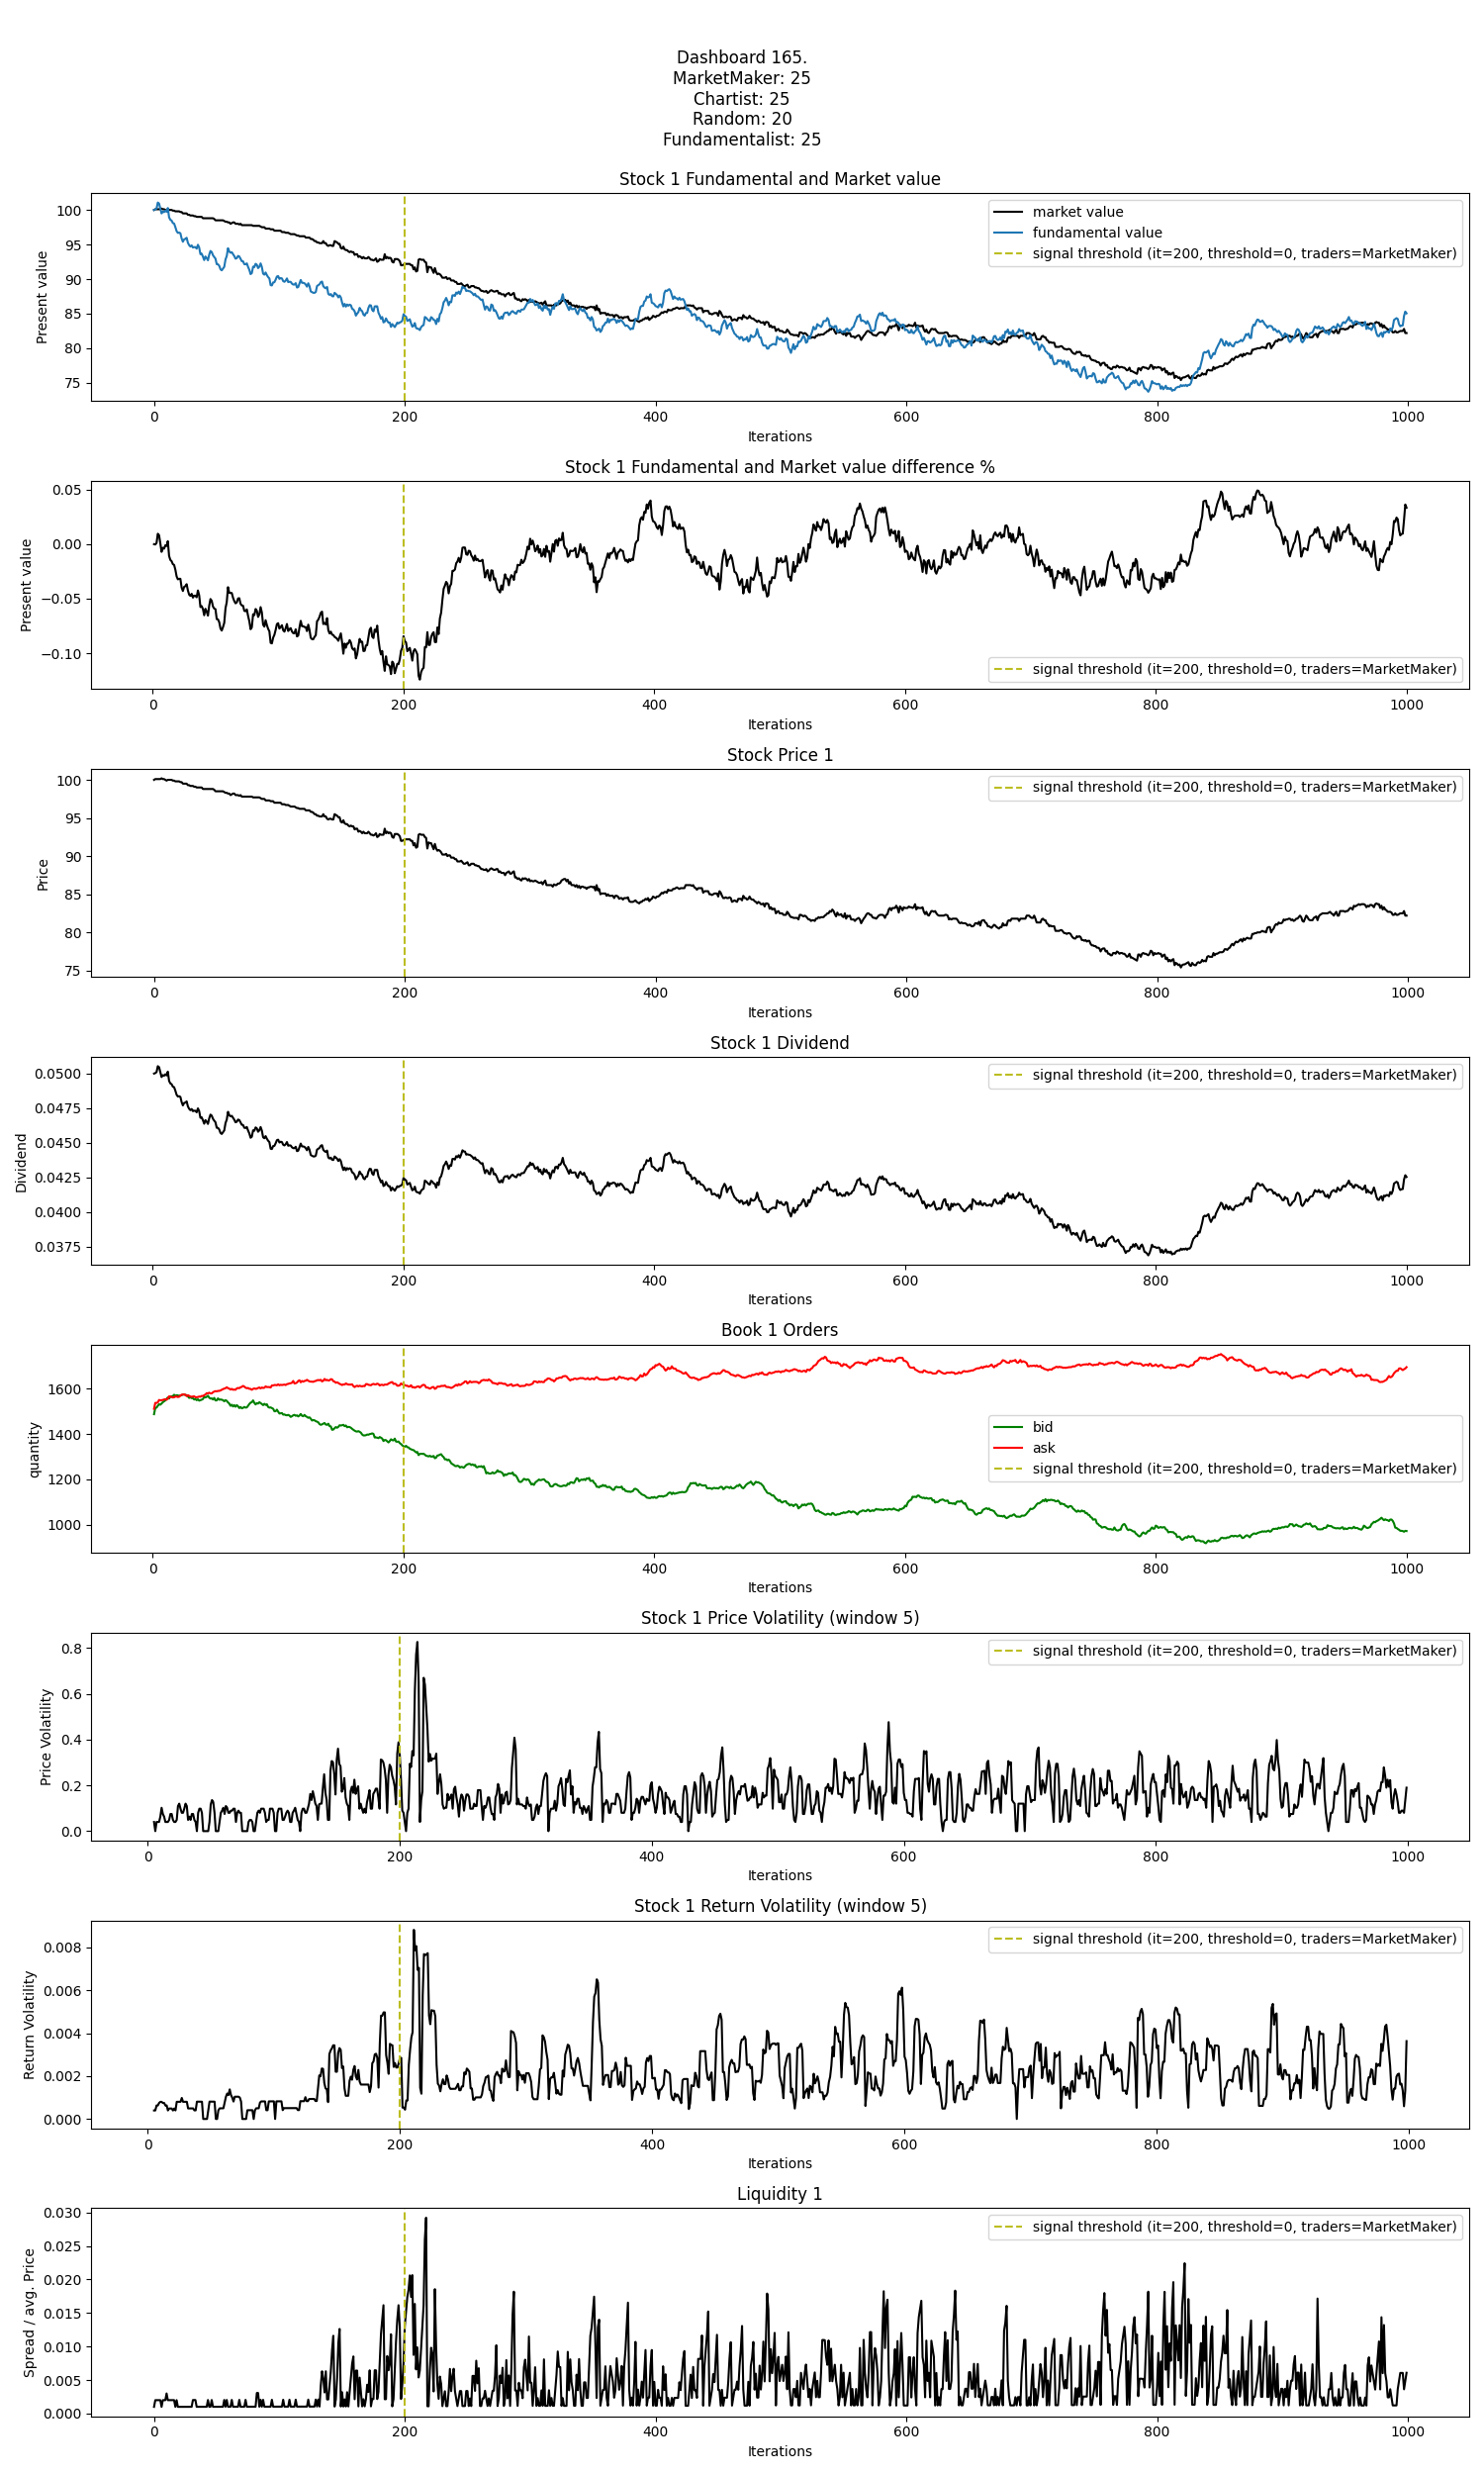 Dashboard 165.
MarketMaker: 25
Chartist: 25
Random: 20
Fundamentalist: 25
Stock 1 Fundamental and Market value
Present value
100
95
90
85
80
75
market value
fundamental value
signal threshold (it=200, threshold=0, traders=MarketMaker)
0 200 400 600 800 1000
Iterations
Stock 1 Fundamental and Market value difference %
Present value
0.05
0.00
−0.05
−0.10
signal threshold (it=200, threshold=0, traders=MarketMaker)
0 200 400 600 800 1000
Iterations
Stock Price 1
Price
100
95
90
85
80
75
signal threshold (it=200, threshold=0, traders=MarketMaker)
0 200 400 600 800 1000
Iterations
Stock 1 Dividend
Dividend
0.0500
0.0475
0.0450
0.0425
0.0400
0.0375
signal threshold (it=200, threshold=0, traders=MarketMaker)
0 200 400 600 800 1000
Iterations
Book 1 Orders
quantity
1600
1400
1200
1000
bid
ask
signal threshold (it=200, threshold=0, traders=MarketMaker)
0 200 400 600 800 1000
Iterations
Stock 1 Price Volatility (window 5)
Price Volatility
0.8
0.6
0.4
0.2
0.0
signal threshold (it=200, threshold=0, traders=MarketMaker)
0 200 400 600 800 1000
Iterations
Stock 1 Return Volatility (window 5)
Return Volatility
0.008
0.006
0.004
0.002
0.000
signal threshold (it=200, threshold=0, traders=MarketMaker)
0 200 400 600 800 1000
Iterations
Liquidity 1
Spread / avg. Price
0.030
0.025
0.020
0.015
0.010
0.005
0.000
signal threshold (it=200, threshold=0, traders=MarketMaker)
0 200 400 600 800 1000
Iterations